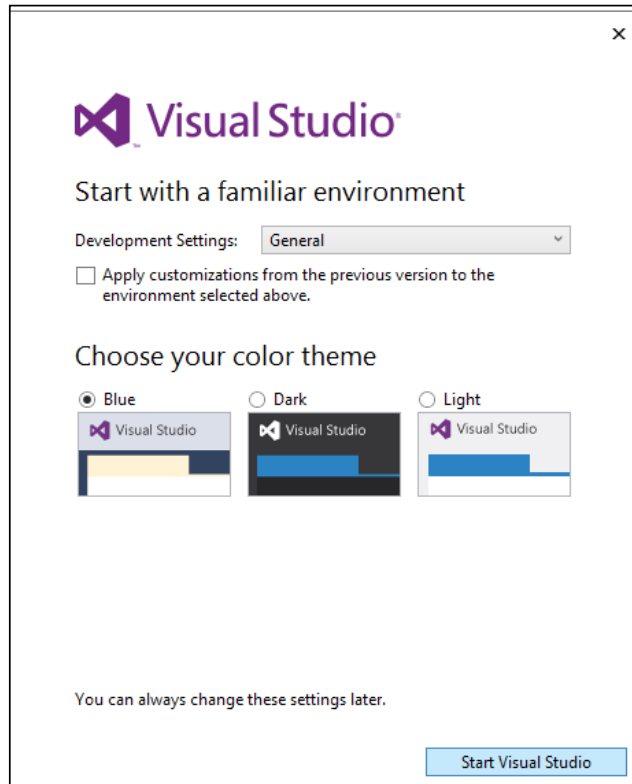 Visual Studio
Start with a familiar environment
Development Settings: General
Apply customizations from the previous version to the
environment selected above.
Choose your color theme
Blue Dark Light
Visual Studio Visual Studio Visual Studio
You can always change these settings later.
Start Visual Studio